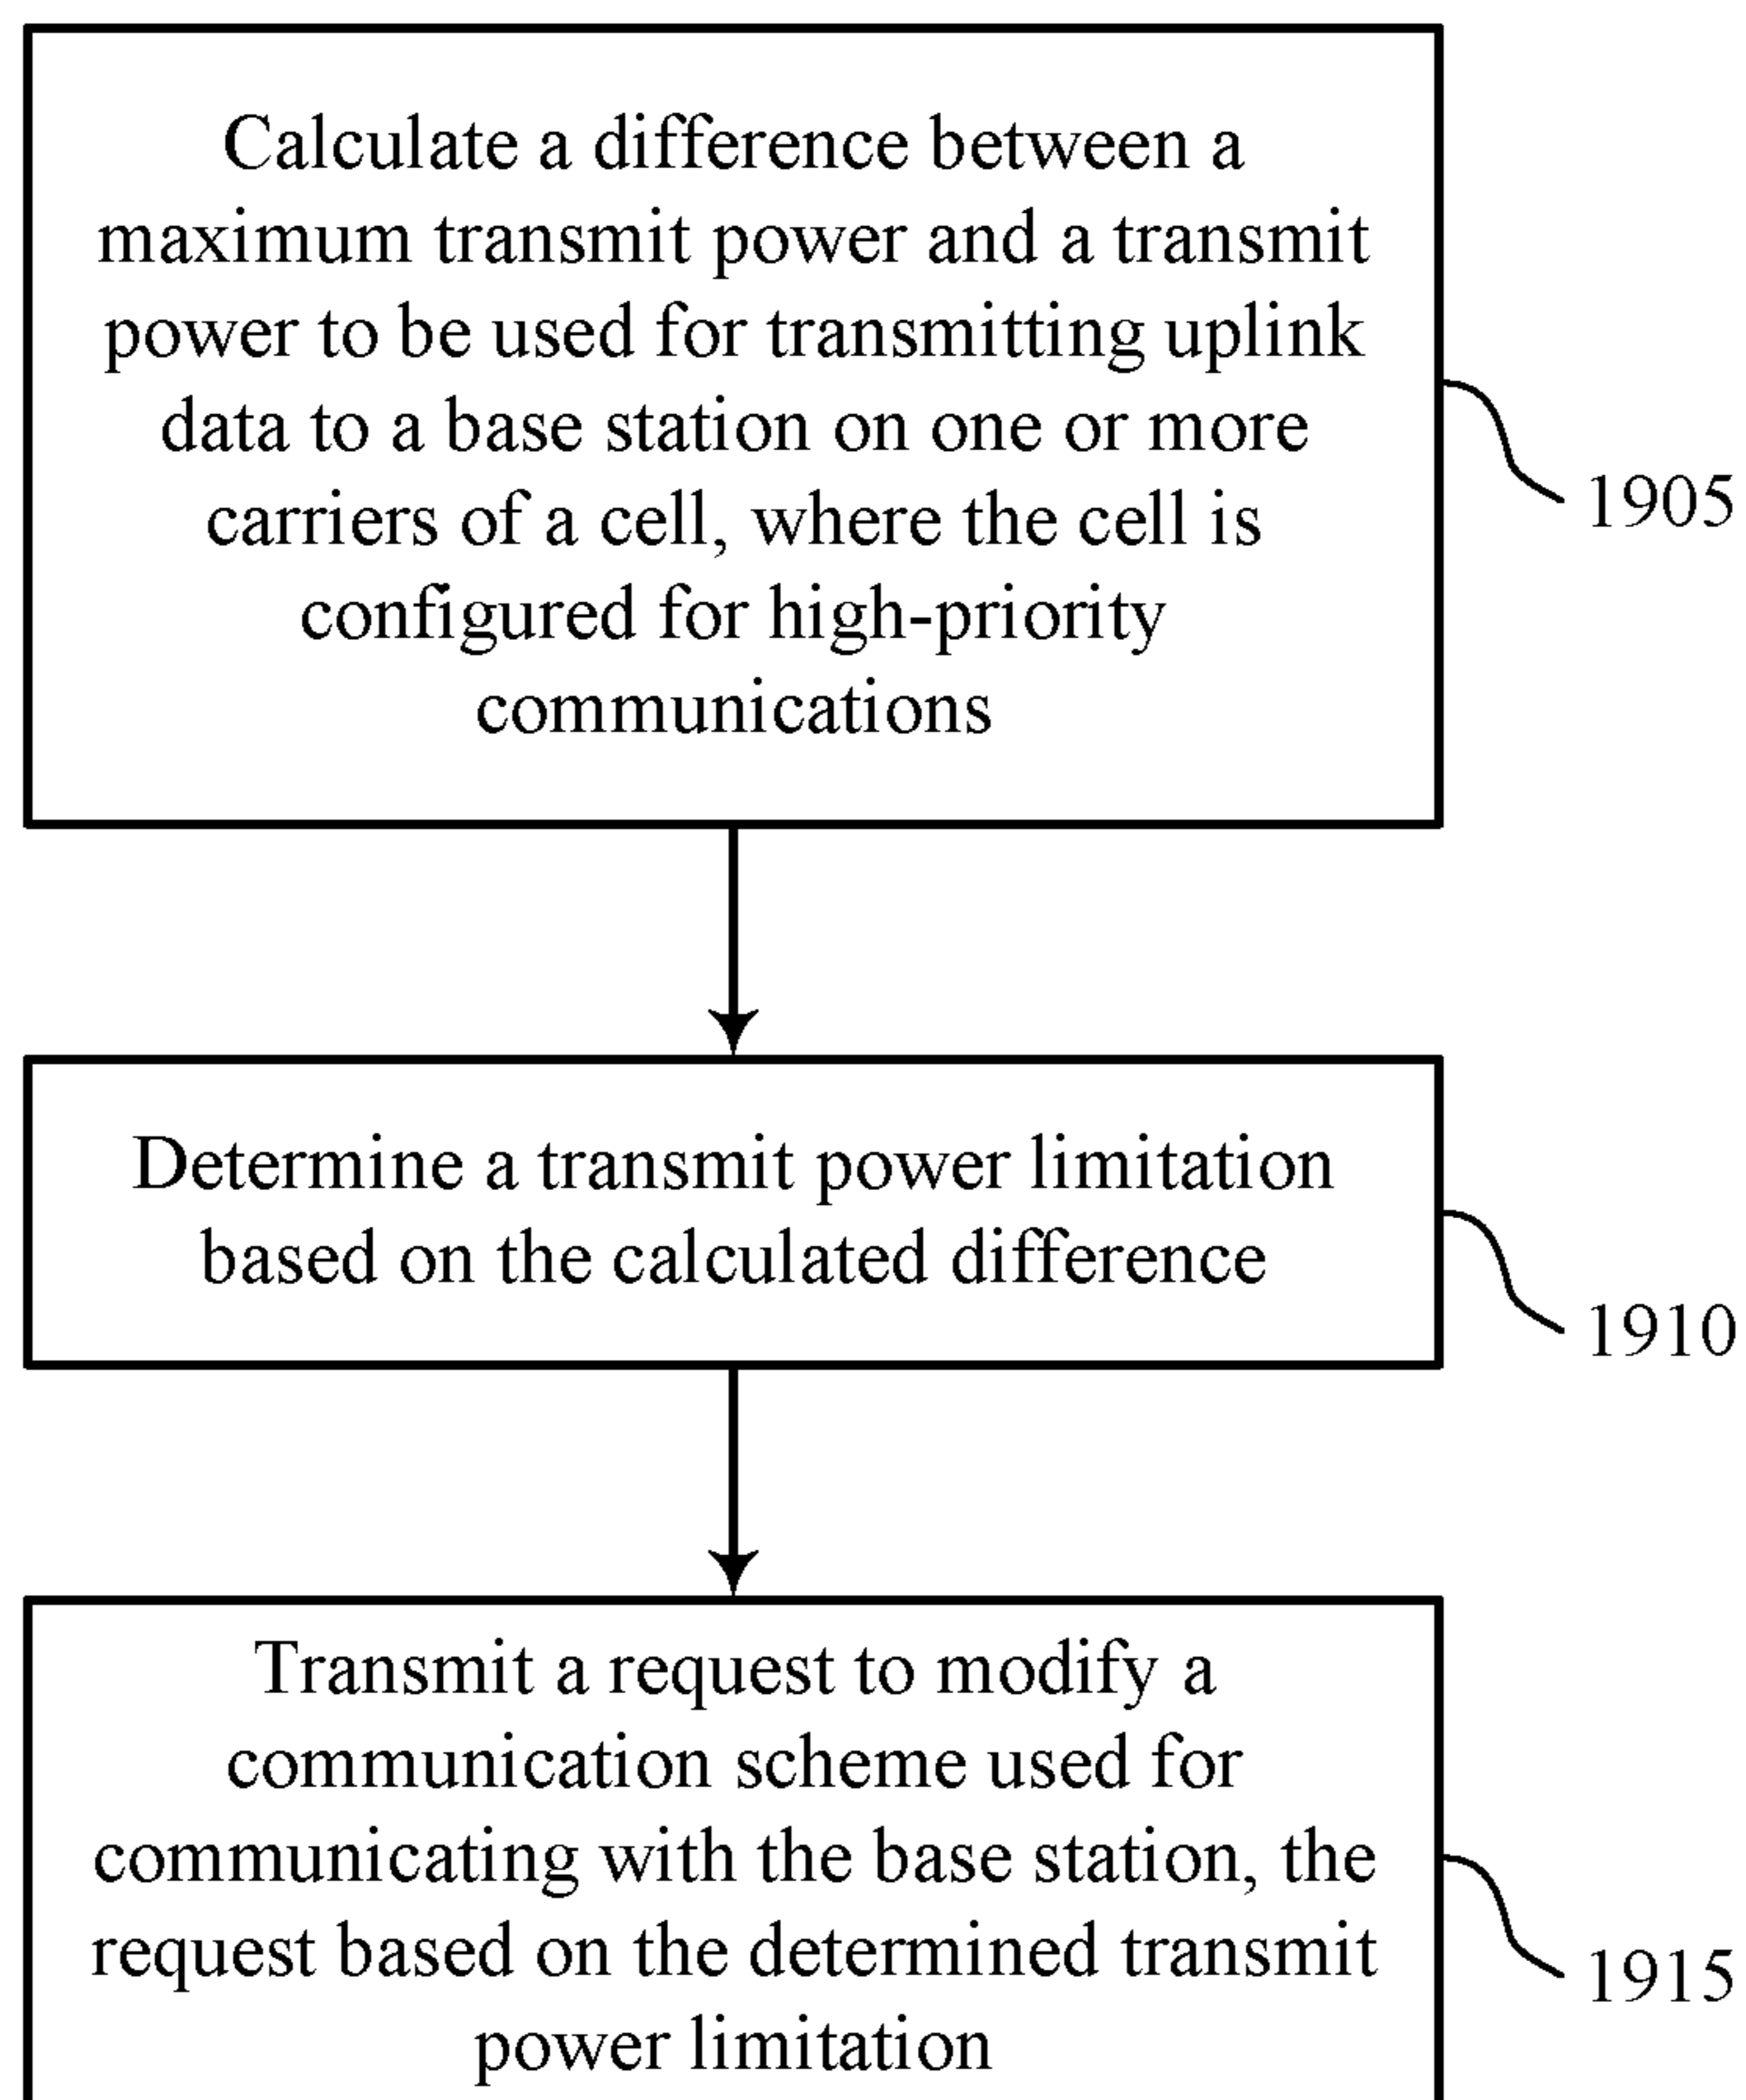 Calculate a difference between a
maximum transmit power and a transmit
power to be used for transmitting uplink
data to a base station on one or more
carriers of a cell, where the cell is
configured for high-priority
communications
1905
Determine a transmit power limitation
based on the calculated difference
1910
Transmit a request to modify a
communication scheme used for
communicating with the base station, the
request based on the determined transmit
power limitation
1915